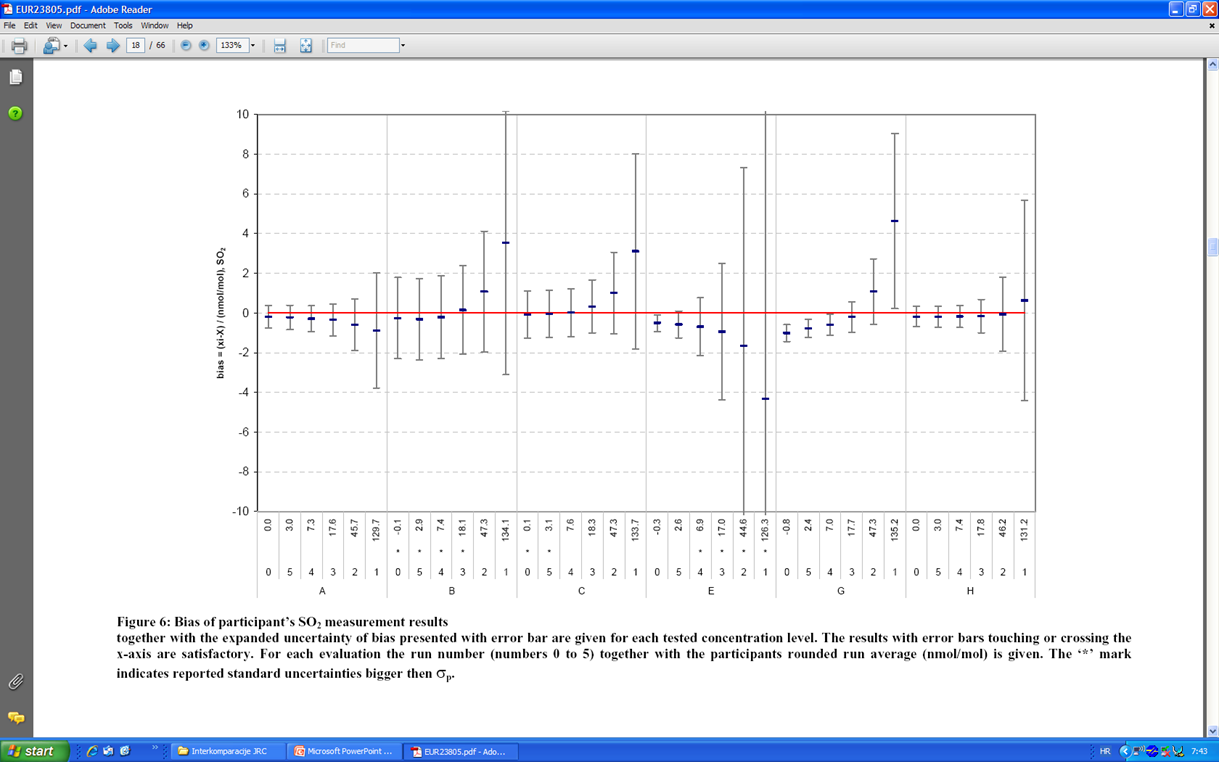 EUR23805.pdf - Adobe Reader
File Edit View Document Tools Window Help
18 / 66 133% Find
10
8
6
4
2
0
-2
-4
-6
-8
-10
bias = (xi-X) / (nmol/mol), SO2
0.0 3.0 7.3 17.6 45.7 129.7 -0.1 2.9 7.4 18.1 47.3 134.1 0.1 3.1 7.6 18.3 47.3 133.7 -0.3 2.6 6.9 17.0 44.6 126.3 -0.8 2.4 7.0 17.7 47.3 135.2 0.0 3.0 7.4 17.8 46.2 131.2
* * * * * * * * * *
0 5 4 3 2 1 0 5 4 3 2 1 0 5 4 3 2 1 0 5 4 3 2 1 0 5 4 3 2 1 0 5 4 3 2 1
A B C E G H
Figure 6: Bias of participant's SO2 measurement results
together with the expanded uncertainty of bias presented with error bar are given for each tested concentration level. The results with error bars touching or crossing the
x-axis are satisfactory. For each evaluation the run number (numbers 0 to 5) together with the participants rounded run average (nmol/mol) is given. The ‘*’ mark
indicates reported standard uncertainties bigger then σp.
start Interkomparacije JRC Microsoft PowerPoint ... EUR23805.pdf - Ado... HR 7:43